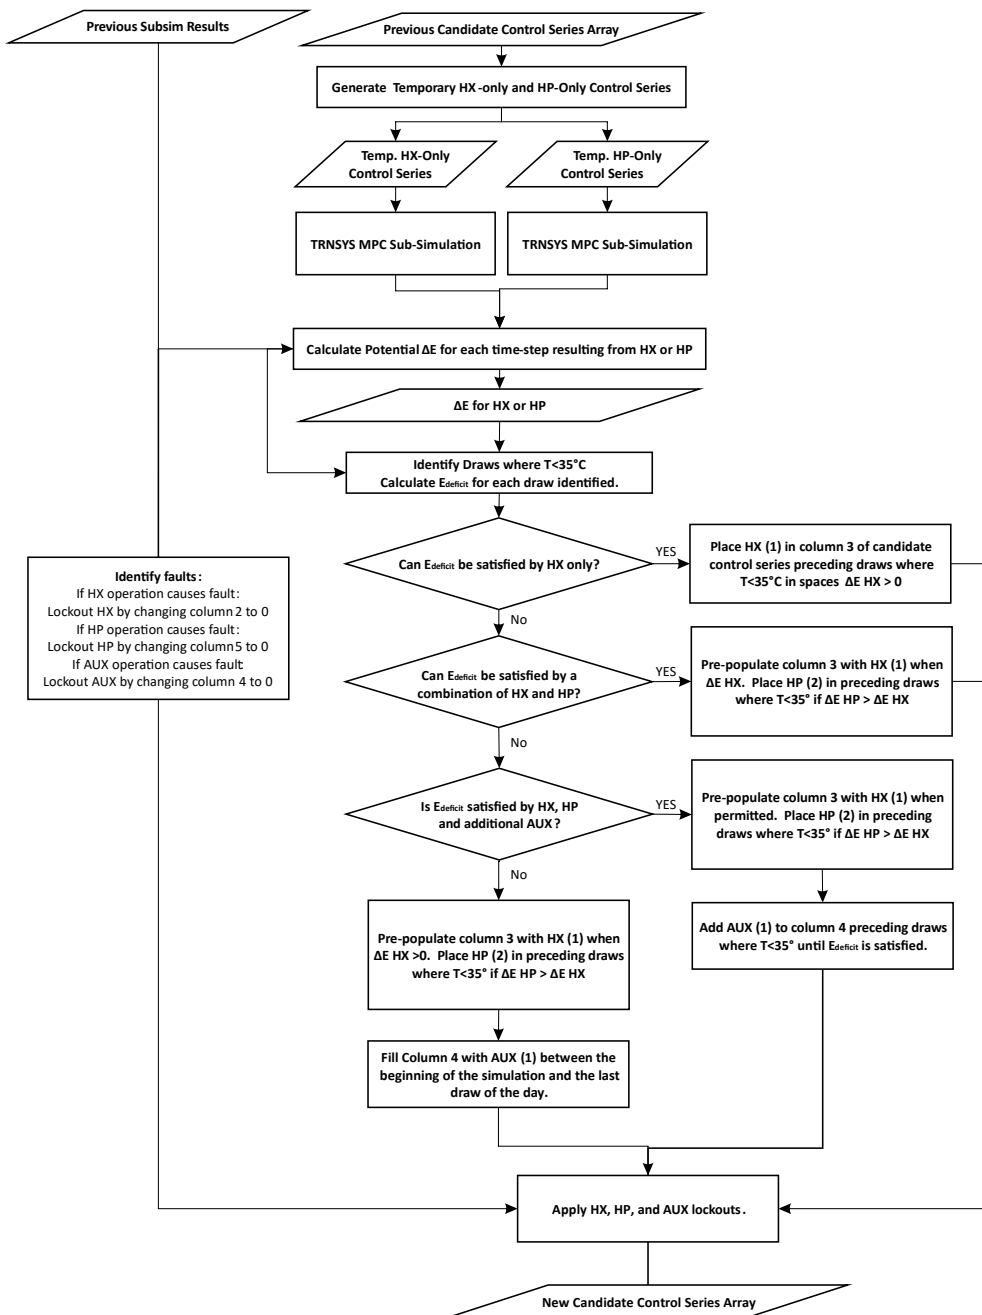 Previous Subsim Results
Previous Candidate Control Series Array
Generate Temporary HX-only and HP-Only Control Series
Temp. HX-Only
Control Series
Temp. HP-Only
Control Series
TRNSYS MPC Sub-Simulation
TRNSYS MPC Sub-Simulation
Calculate Potential ΔE for each time-step resulting from HX or HP
ΔE for HX or HP
Identify Draws where T<35°C
Calculate Edeficit for each draw identified.
Can Edeficit be satisfied by HX only?
YES
Place HX (1) in column 3 of candidate
control series preceding draws where
T<35°C in spaces ΔE HX > 0
No
Identify faults:
If HX operation causes fault:
Lockout HX by changing column 2 to 0
If HP operation causes fault:
Lockout HP by changing column 5 to 0
If AUX operation causes fault:
Lockout AUX by changing column 4 to 0
Can Edeficit be satisfied by a
combination of HX and HP?
YES
Pre-populate column 3 with HX (1) when
ΔE HX. Place HP (2) in preceding draws
where T<35° if ΔE HP > ΔE HX
No
Is Edeficit satisfied by HX, HP
and additional AUX?
YES
Pre-populate column 3 with HX (1) when
permitted. Place HP (2) in preceding
draws where T<35° if ΔE HP > ΔE HX
No
Pre-populate column 3 with HX (1) when
ΔE HX >0. Place HP (2) in preceding draws
where T<35° if ΔE HP > ΔE HX
Add AUX (1) to column 4 preceding draws
where T<35° until Edeficit is satisfied.
Fill Column 4 with AUX (1) between the
beginning of the simulation and the last
draw of the day.
Apply HX, HP, and AUX lockouts.
New Candidate Control Series Array